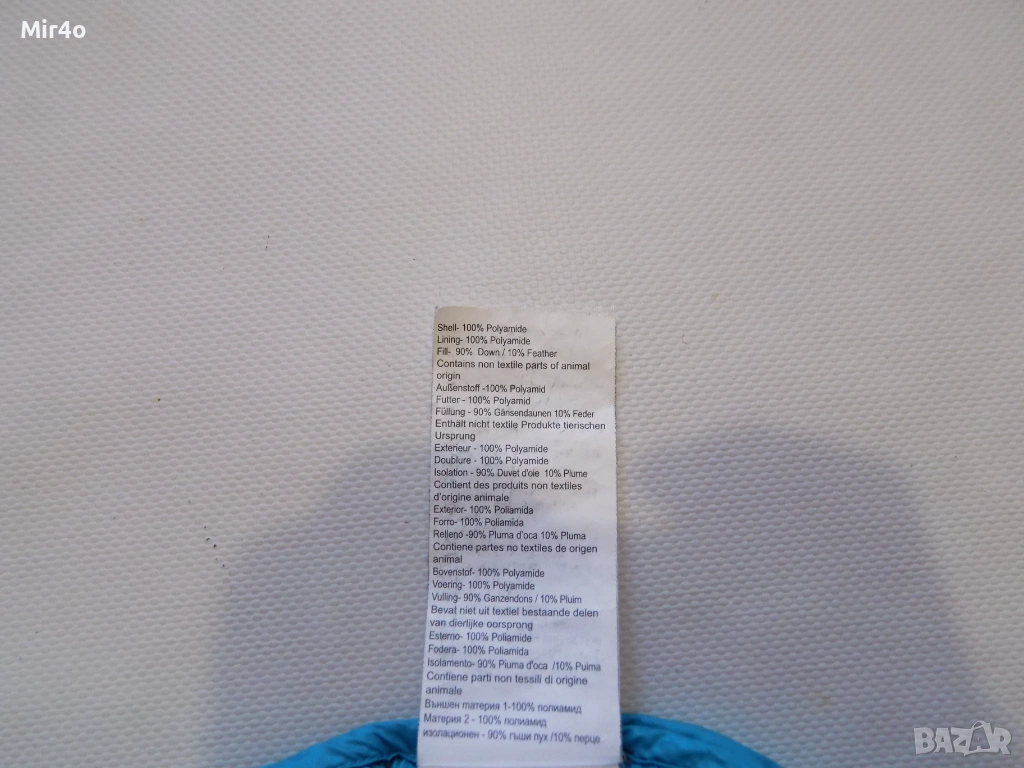 Mir4o
Shell- 100% Polyamide
Lining- 100% Polyamide
Fill- 90% Down / 10% Feather
Contains non textile parts of animal
origin
Außenstoff -100% Polyamid
Futter - 100% Polyamid
Füllung - 90% Gänsendaunen 10% Feder
Enthält nicht textile Produkte tierischen
Ursprung
Exterieur - 100% Polyamide
Doublure - 100% Polyamide
Isolation - 90% Duvet d'oie 10% Plume
Contient des produits non textiles
d'origine animale
Exterior- 100% Poliamida
Forro- 100% Poliamida
Relleno -90% Pluma d'oca 10% Pluma
Contiene partes no textiles de origen
animal
Bovenstof- 100% Polyamide
Voering- 100% Polyamide
Vulling- 90% Ganzendons / 10% Pluim
Bevat niet uit textiel bestaande delen
van dierlijke oorsprong
Esterno- 100% Poliamide
Fodera- 100% Poliamida
Isolamento- 90% Piuma d'oca /10% Puima
Contiene parti non tessili di origine
animale
Външен материя 1-100% полиамид
Материя 2 - 100% полиамид
изолационен - 90% гъши пух /10% перце
BAZAR